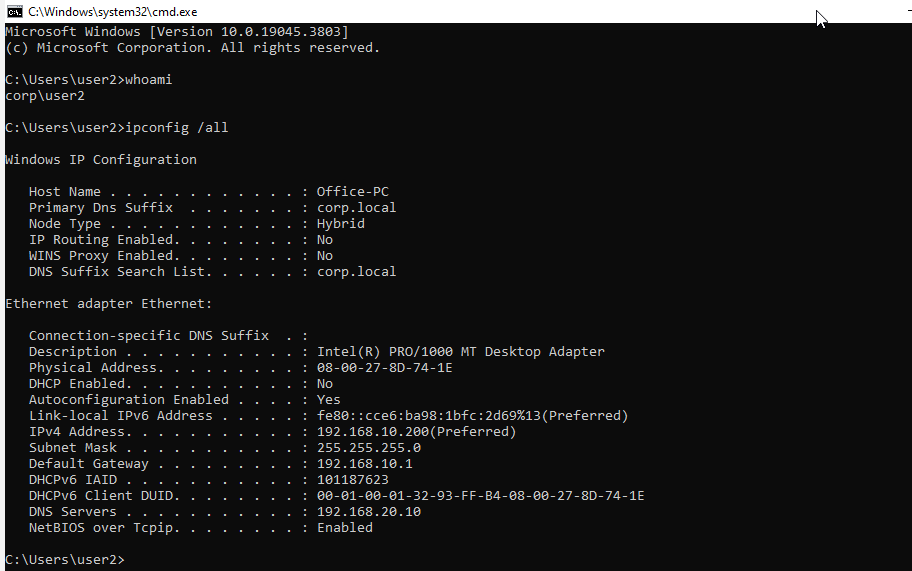 C:\Windows\system32\cmd.exe
Microsoft Windows [Version 10.0.19045.3803]
(c) Microsoft Corporation. All rights reserved.
C:\Users\user2>whoami
corp\user2
C:\Users\user2>ipconfig /all
Windows IP Configuration
Host Name . . . . . . . . . . . . : Office-PC
Primary Dns Suffix  . . . . . . . : corp.local
Node Type . . . . . . . . . . . . : Hybrid
IP Routing Enabled. . . . . . . . : No
WINS Proxy Enabled. . . . . . . . : No
DNS Suffix Search List. . . . . . : corp.local
Ethernet adapter Ethernet:
Connection-specific DNS Suffix  . :
Description . . . . . . . . . . . : Intel(R) PRO/1000 MT Desktop Adapter
Physical Address. . . . . . . . . : 08-00-27-8D-74-1E
DHCP Enabled. . . . . . . . . . . : No
Autoconfiguration Enabled . . . . : Yes
Link-local IPv6 Address . . . . . : fe80::cce6:ba98:1bfc:2d69%13(Preferred)
IPv4 Address. . . . . . . . . . . : 192.168.10.200(Preferred)
Subnet Mask . . . . . . . . . . . : 255.255.255.0
Default Gateway . . . . . . . . . : 192.168.10.1
DHCPv6 IAID . . . . . . . . . . . : 101187623
DHCPv6 Client DUID. . . . . . . . : 00-01-00-01-32-93-FF-B4-08-00-27-8D-74-1E
DNS Servers . . . . . . . . . . . : 192.168.20.10
NetBIOS over Tcpip. . . . . . . . : Enabled
C:\Users\user2>